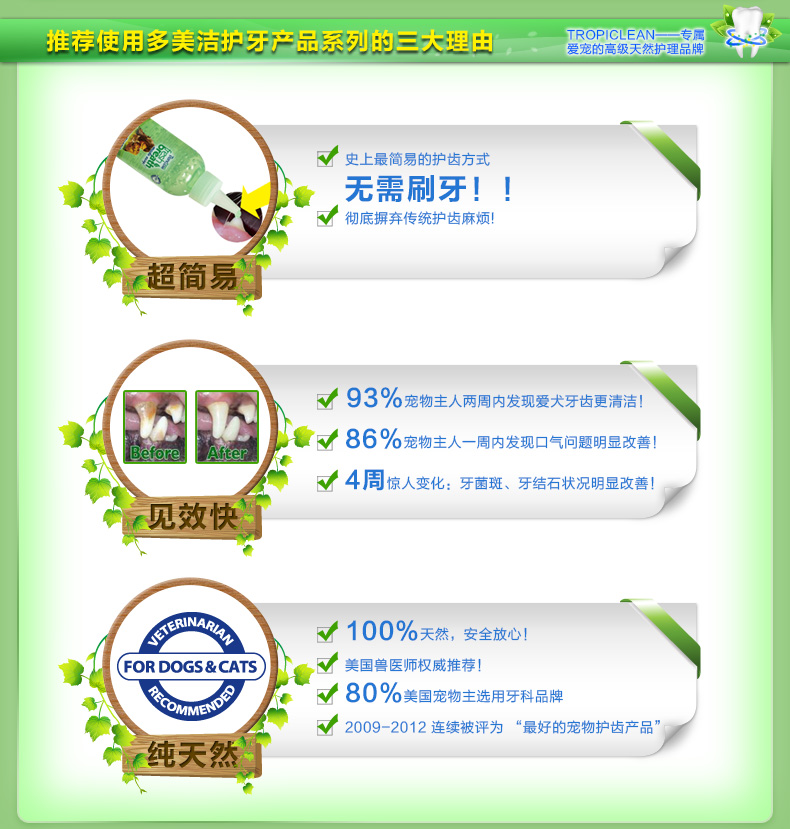 推荐使用多美洁护牙产品系列的三大理由
TROPICLEAN——专属
爱宠的高级天然护理品牌
fresh
breath
史上最简易的护齿方式
无需刷牙！！
彻底摒弃传统护齿麻烦!
超简易
93%宠物主人两周内发现爱犬牙齿更清洁!
86%宠物主人一周内发现口气问题明显改善!
4周惊人变化：牙菌斑、牙结石状况明显改善!
Before
After
见效快
VETERINARIAN
FOR DOGS & CATS
RECOMMENDED
100%天然，安全放心!
美国兽医师权威推荐!
80%美国宠物主选用牙科品牌
2009-2012 连续被评为 “最好的宠物护齿产品”
纯天然